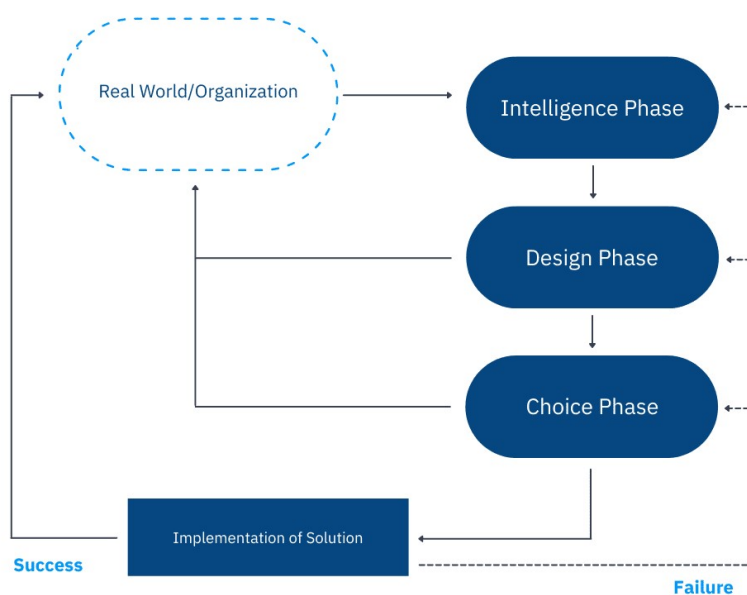 Real World/Organization
Intelligence Phase
Design Phase
Choice Phase
Implementation of Solution
Success
Failure